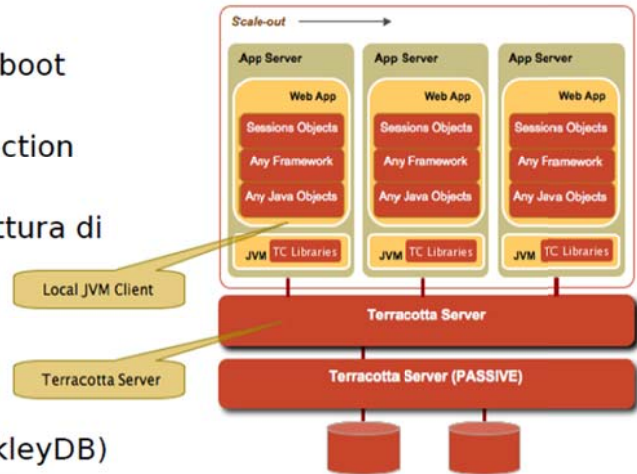 boot
ction
ttura di
kleyDB)
Scale-out
App Server
Web App
Sessions Objects
Any Framework
Any Java Objects
JVM TC Libraries
App Server
Web App
Sessions Objects
Any Framework
Any Java Objects
JVM TC Libraries
App Server
Web App
Sessions Objects
Any Framework
Any Java Objects
JVM TC Libraries
Local JVM Client
Terracotta Server
Terracotta Server
Terracotta Server (PASSIVE)